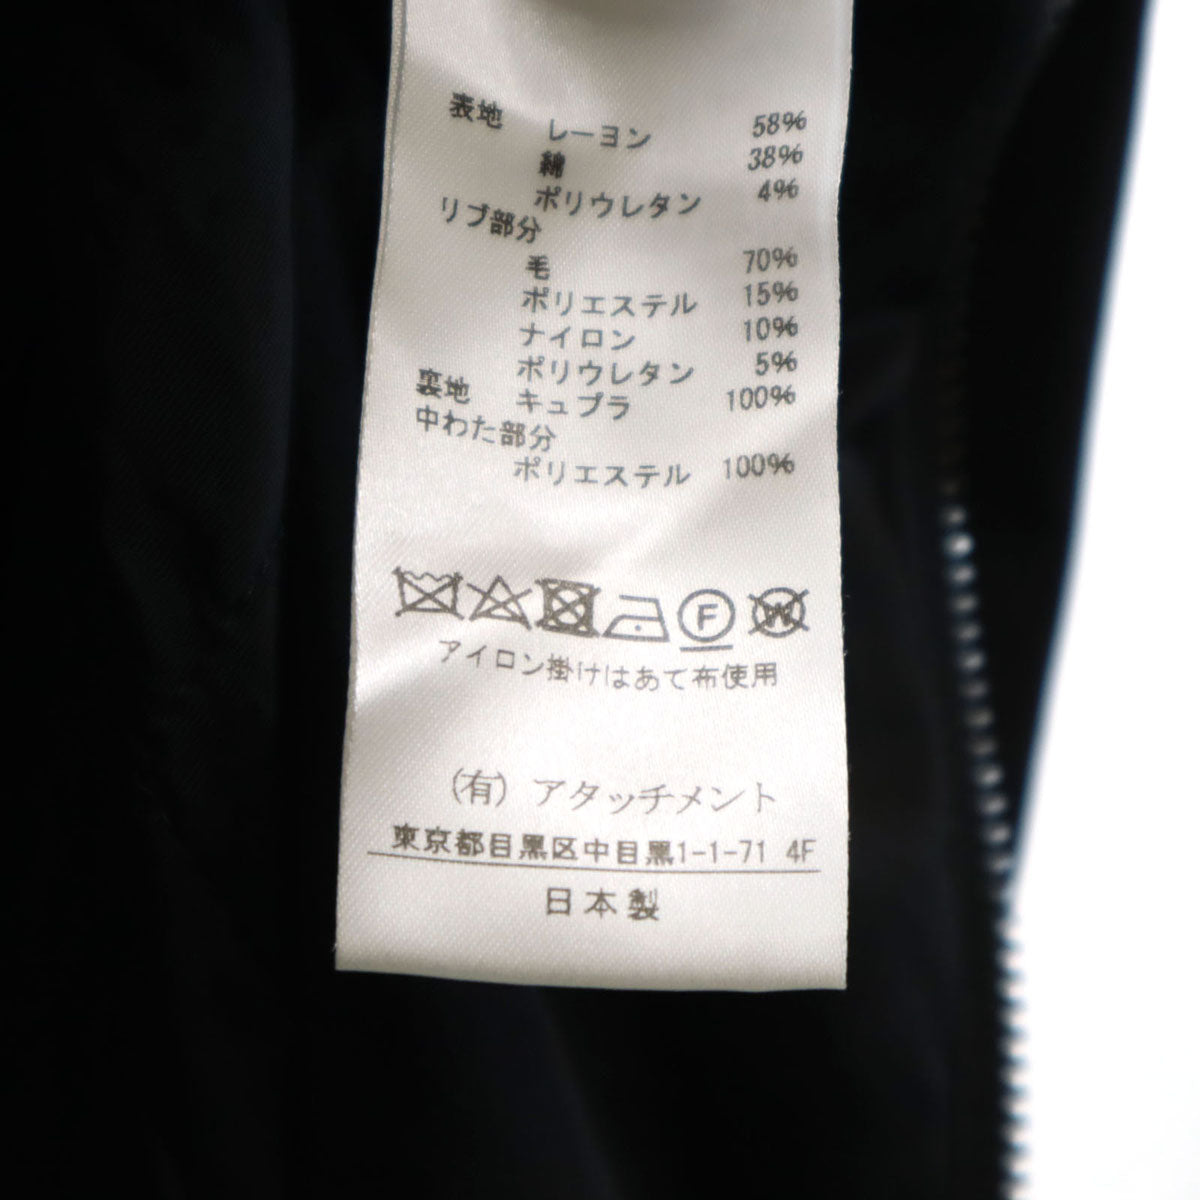 表地 レーヨン 58%
綿 38%
ポリウレタン 4%
リブ部分
毛 70%
ポリエステル 15%
ナイロン 10%
ポリウレタン 5%
裏地 キュプラ 100%
中わた部分
ポリエステル 100%
F W
アイロン掛けはあて布使用
(有) アタッチメント
東京都目黒区中目黒1-1-71 4F
日本製